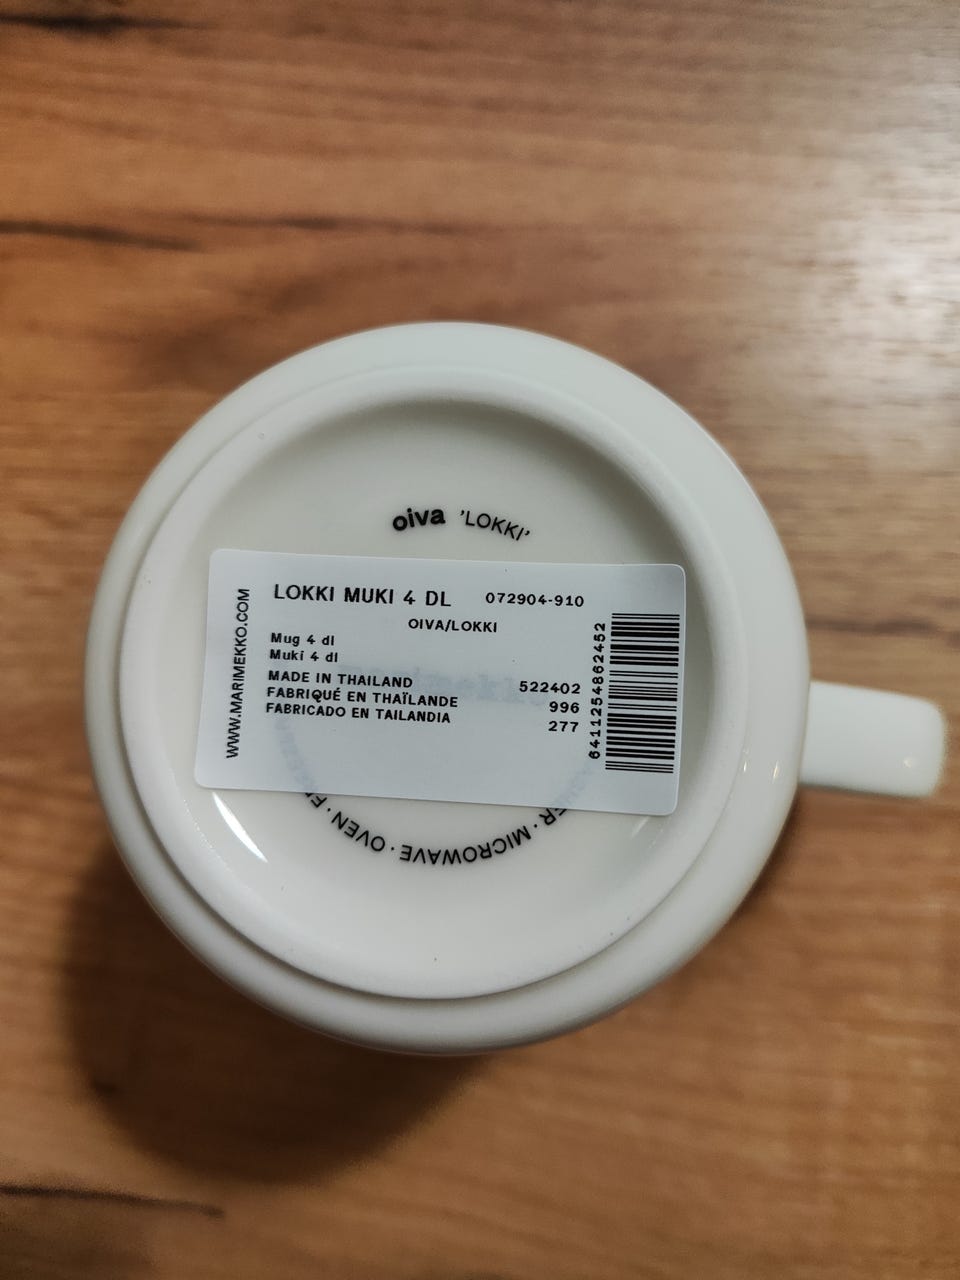 oiva 'LOKKI'
WWW.MARIMEKKO.COM
LOKKI MUKI 4 DL 072904-910
OIVA/LOKKI
Mug 4 dl
Muki 4 dl
MADE IN THAILAND 522402
FABRIQUÉ EN THAÏLANDE 996
FABRICADO EN TAILANDIA 277
6411254862452
· MICROWAVE · OVEN ·